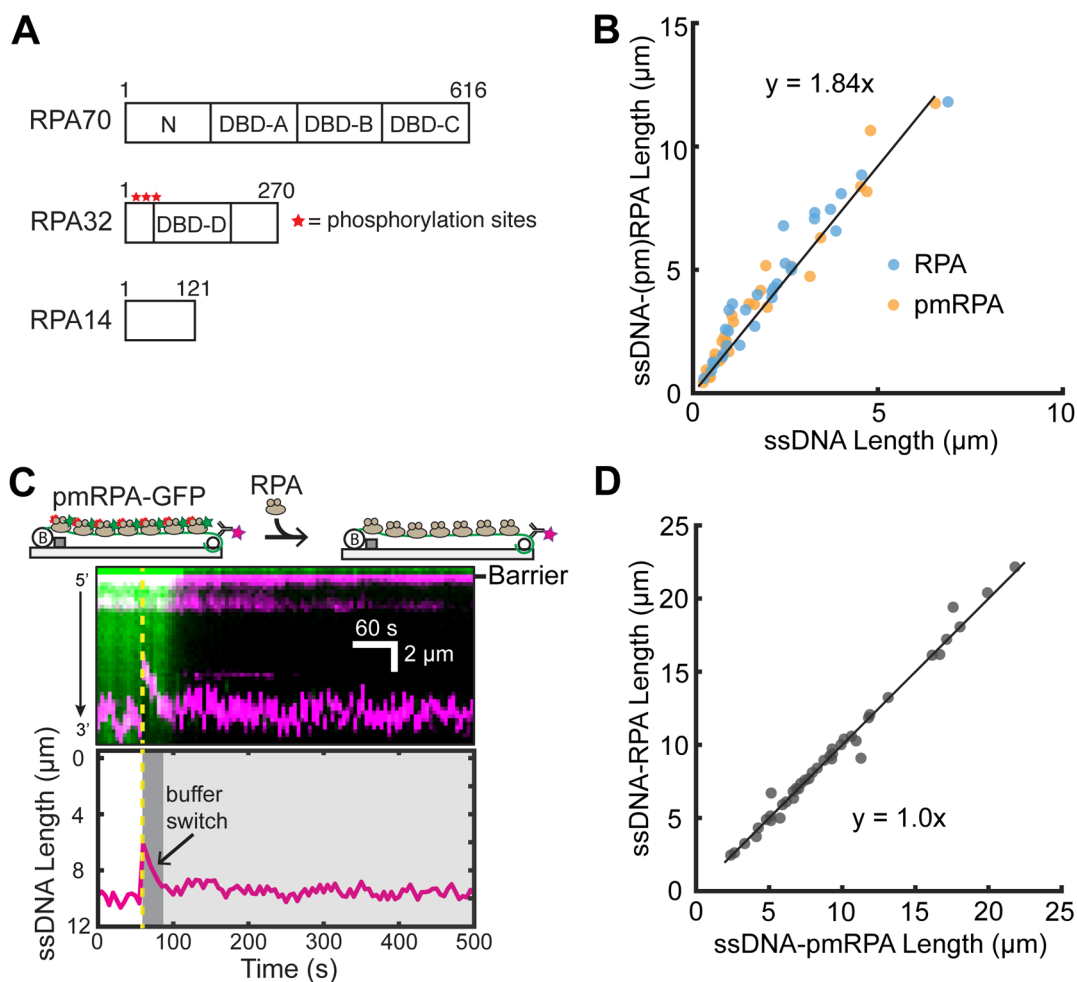 A
1 616
RPA70 N DBD-A DBD-B DBD-C
1 270
RPA32 DBD-D = phosphorylation sites
1 121
RPA14
B
ssDNA-(pm)RPA Length (μm)
15
10
5
0
y = 1.84x
RPA
pmRPA
0 5 10
ssDNA Length (μm)
C
pmRPA-GFP RPA
B B
5'
3'
Barrier
60 s
2 μm
ssDNA Length (μm)
0
4
8
12
buffer
switch
0 100 200 300 400 500
Time (s)
D
ssDNA-RPA Length (μm)
25
20
15
10
5
0
y = 1.0x
0 5 10 15 20 25
ssDNA-pmRPA Length (μm)